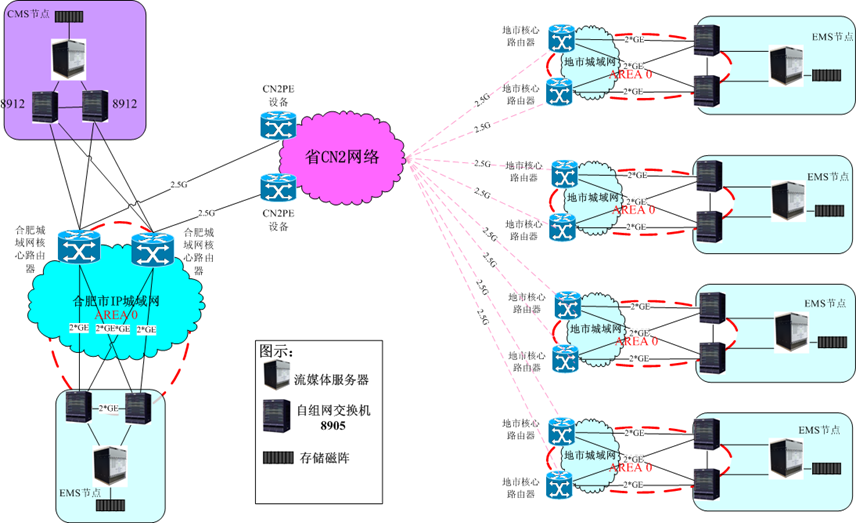 CMS节点
8912
8912
2.5G
2.5G
合肥城
域网核
心路由
器
合肥城
域网核
心路由
器
合肥市IP城域网
AREA 0
2*GE
2*GE
*GE
2*GE
2*GE
EMS节点
CN2PE
设备
省CN2网络
CN2PE
设备
图示:
流媒体服务器
自组网交换机
8905
存储磁阵
2.5G
2.5G
2.5G
2.5G
2.5G
2.5G
2.5G
2.5G
地市核心
路由器
地市城域网
地市核心
路由器
2*GE
2*GE
AREA 0
2*GE
EMS节点
地市核心
路由器
地市城域网
地市核心
路由器
2*GE
2*GE
AREA 0
2*GE
EMS节点
地市核心
路由器
地市城域网
地市核心
路由器
2*GE
2*GE
AREA 0
2*GE
EMS节点
地市核心
路由器
地市城域网
地市核心
路由器
2*GE
2*GE
AREA 0
2*GE
EMS节点